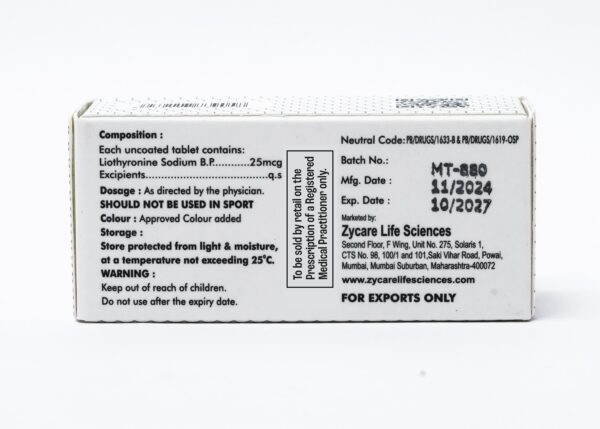 Composition :
Each uncoated tablet contains:
Liothyronine Sodium B.P............25mcg
Excipients.....................................q.s
Dosage : As directed by the physician.
SHOULD NOT BE USED IN SPORT
Colour : Approved Colour added
Storage :
Store protected from light & moisture,
at a temperature not exceeding 25°C.
WARNING :
Keep out of reach of children.
Do not use after the expiry date.
To be sold by retail on the
Prescription of a Registered
Medical Practitioner only.
Neutral Code: PB/DRUGS/1633-B & PB/DRUGS/1619-OSP
Batch No.: MT-880
Mfg. Date : 11/2024
Exp. Date : 10/2027
Marketed by:
Zycare Life Sciences
Second Floor, F Wing, Unit No. 275, Solaris 1,
CTS No. 98, 100/1 and 101,Saki Vihar Road, Powai,
Mumbai, Mumbai Suburban, Maharashtra-400072
www.zycarelifesciences.com
FOR EXPORTS ONLY